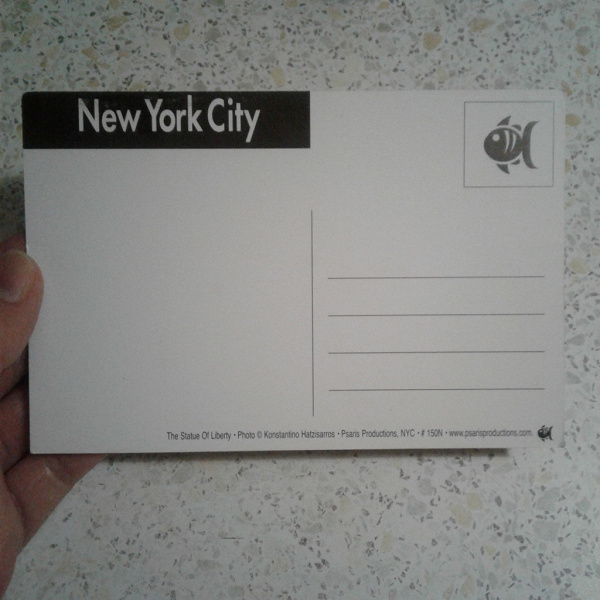 New York City
The Statue Of Liberty • Photo © Konstantino Hatzisarros • Psaris Productions, NYC • # 150N • www.psarisproductions.com